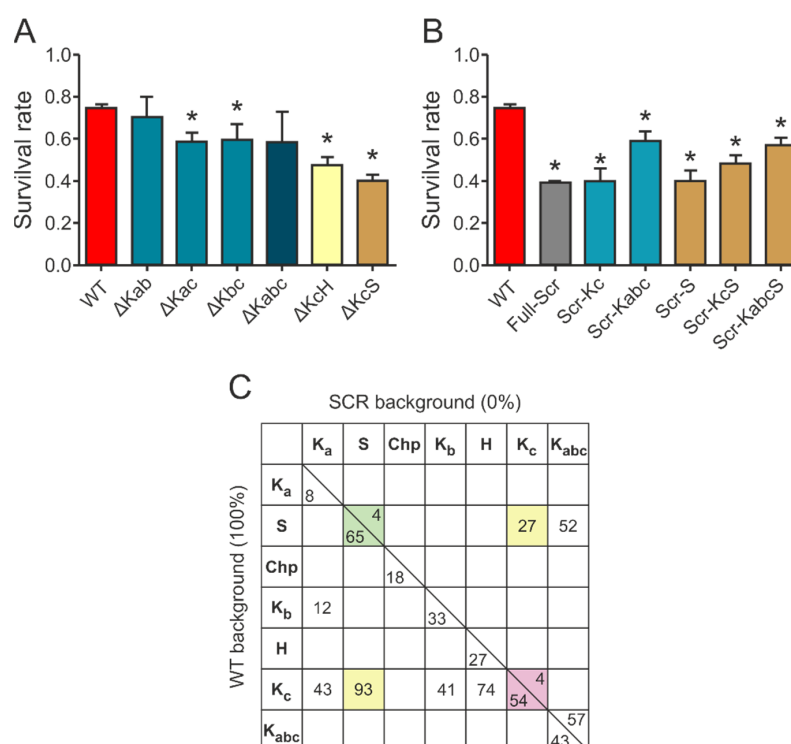 A
B
Survilval rate
1.0
0.8
0.6
0.4
0.2
0.0
* * * *
WT ΔKab ΔKac ΔKbc ΔKabc ΔKcH ΔKcS
Survilval rate
1.0
0.8
0.6
0.4
0.2
0.0
* * * * * *
WT Full-Scr Scr-Kc Scr-Kabc Scr-S Scr-KcS Scr-KabcS
C
SCR background (0%)
WT background (100%)
Ka S Chp Kb H Kc Kabc
Ka 8
S 65 4 27 52
Chp 18
Kb 12 33
H 27
Kc 43 93 41 74 54 4
Kabc 43 57